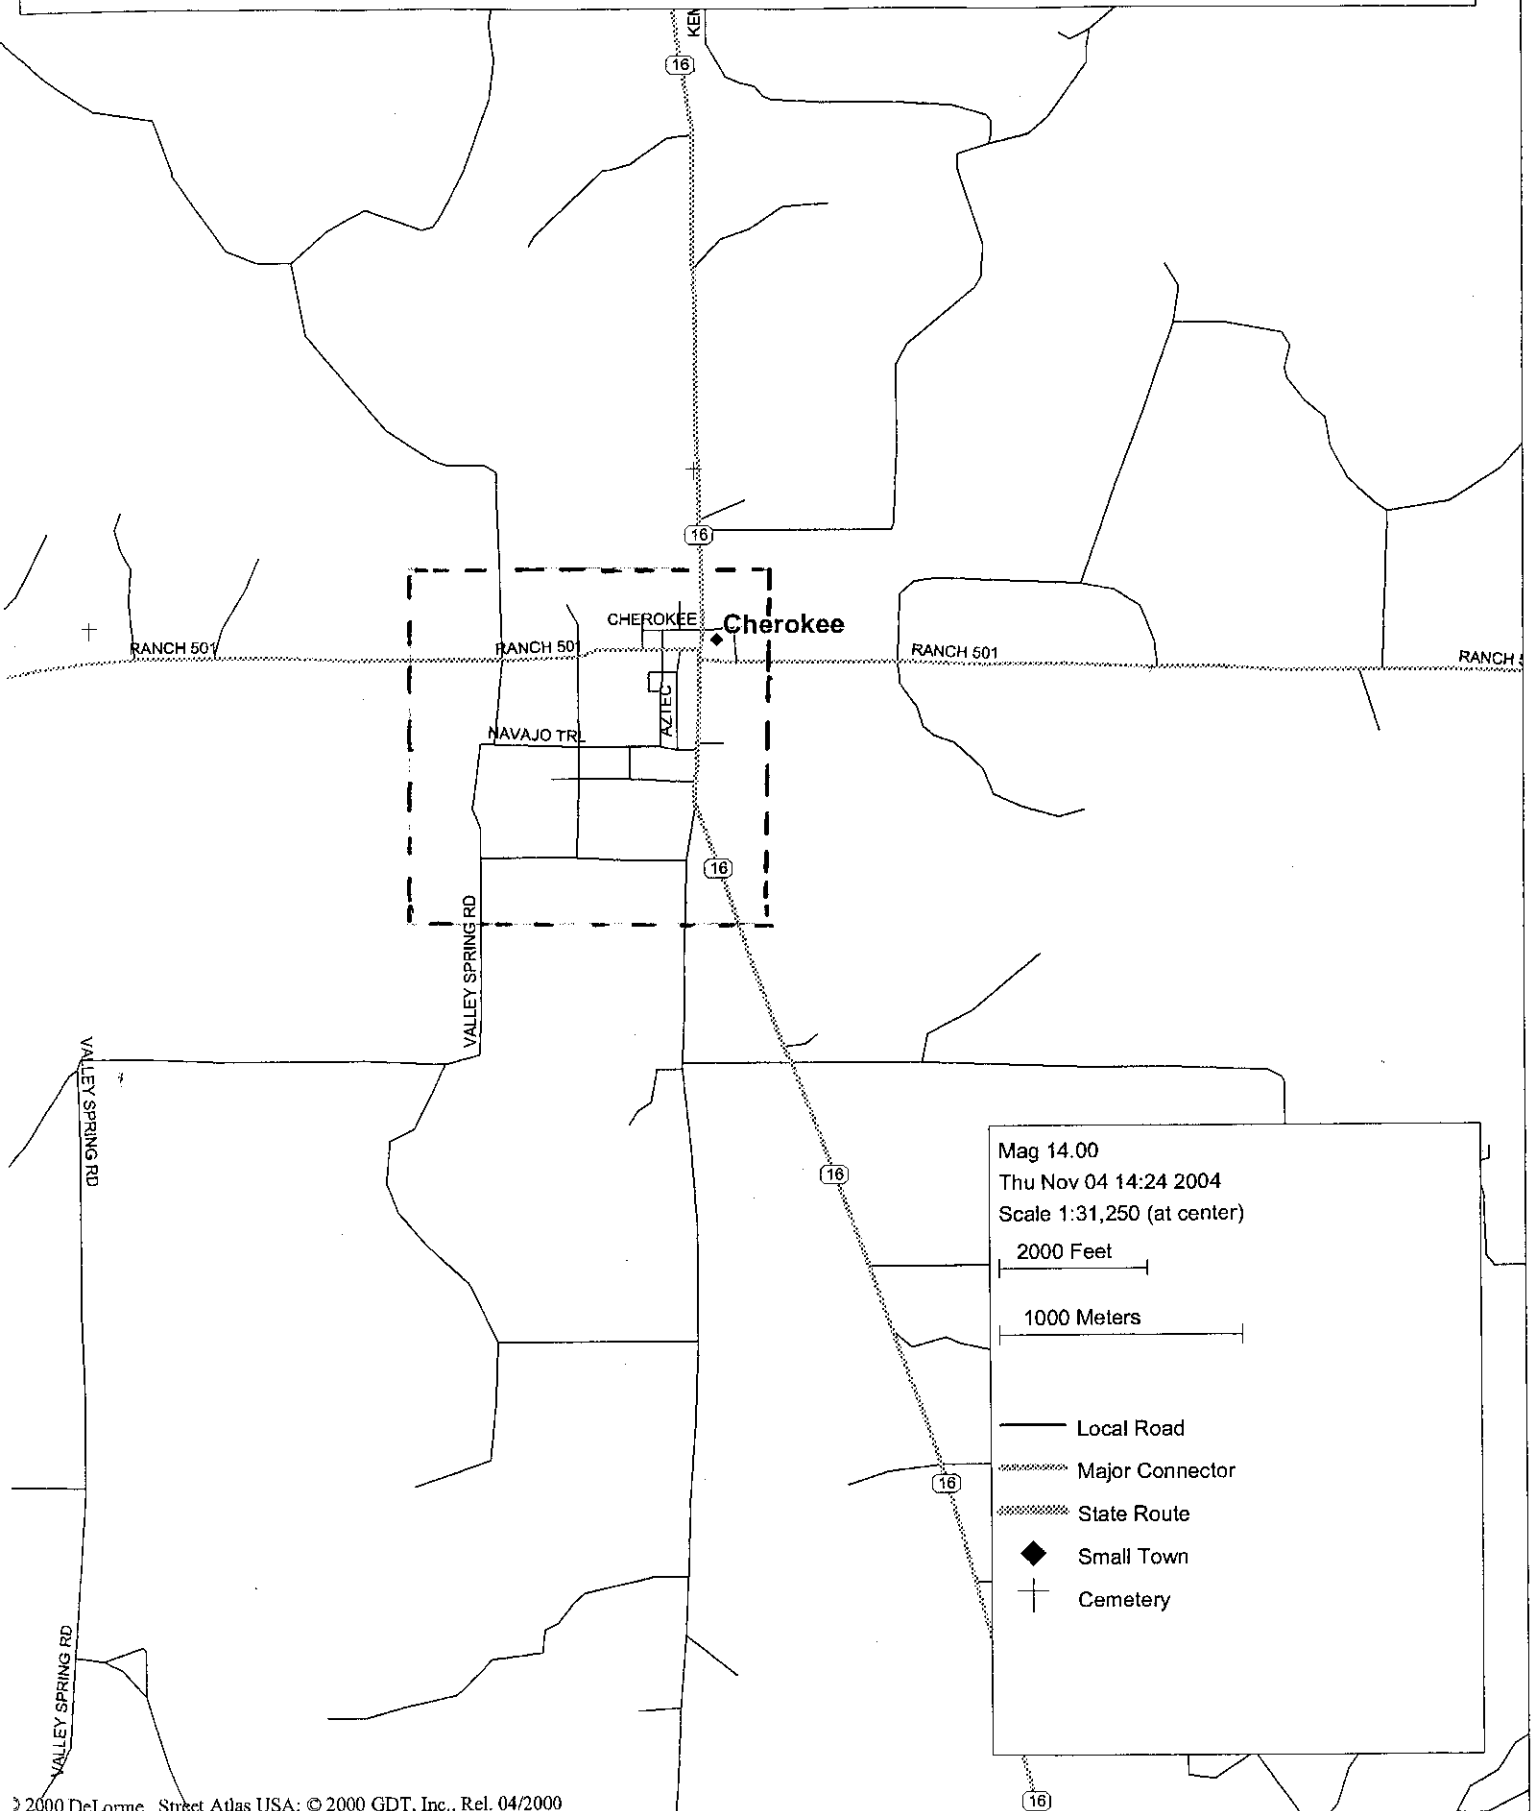 KEN
16
16
CHEROKEE
Cherokee
RANCH 501
RANCH 501
RANCH 501
RANCH 5
AZTEC
NAVAJO TRL
16
VALLEY SPRING RD
VALLEY SPRING RD
16
Mag 14.00
Thu Nov 04 14:24 2004
Scale 1:31,250 (at center)
2000 Feet
1000 Meters
Local Road
Major Connector
State Route
Small Town
Cemetery
16
VALLEY SPRING RD
16
© 2000 DeLorme. Street Atlas USA; © 2000 GDT, Inc., Rel. 04/2000